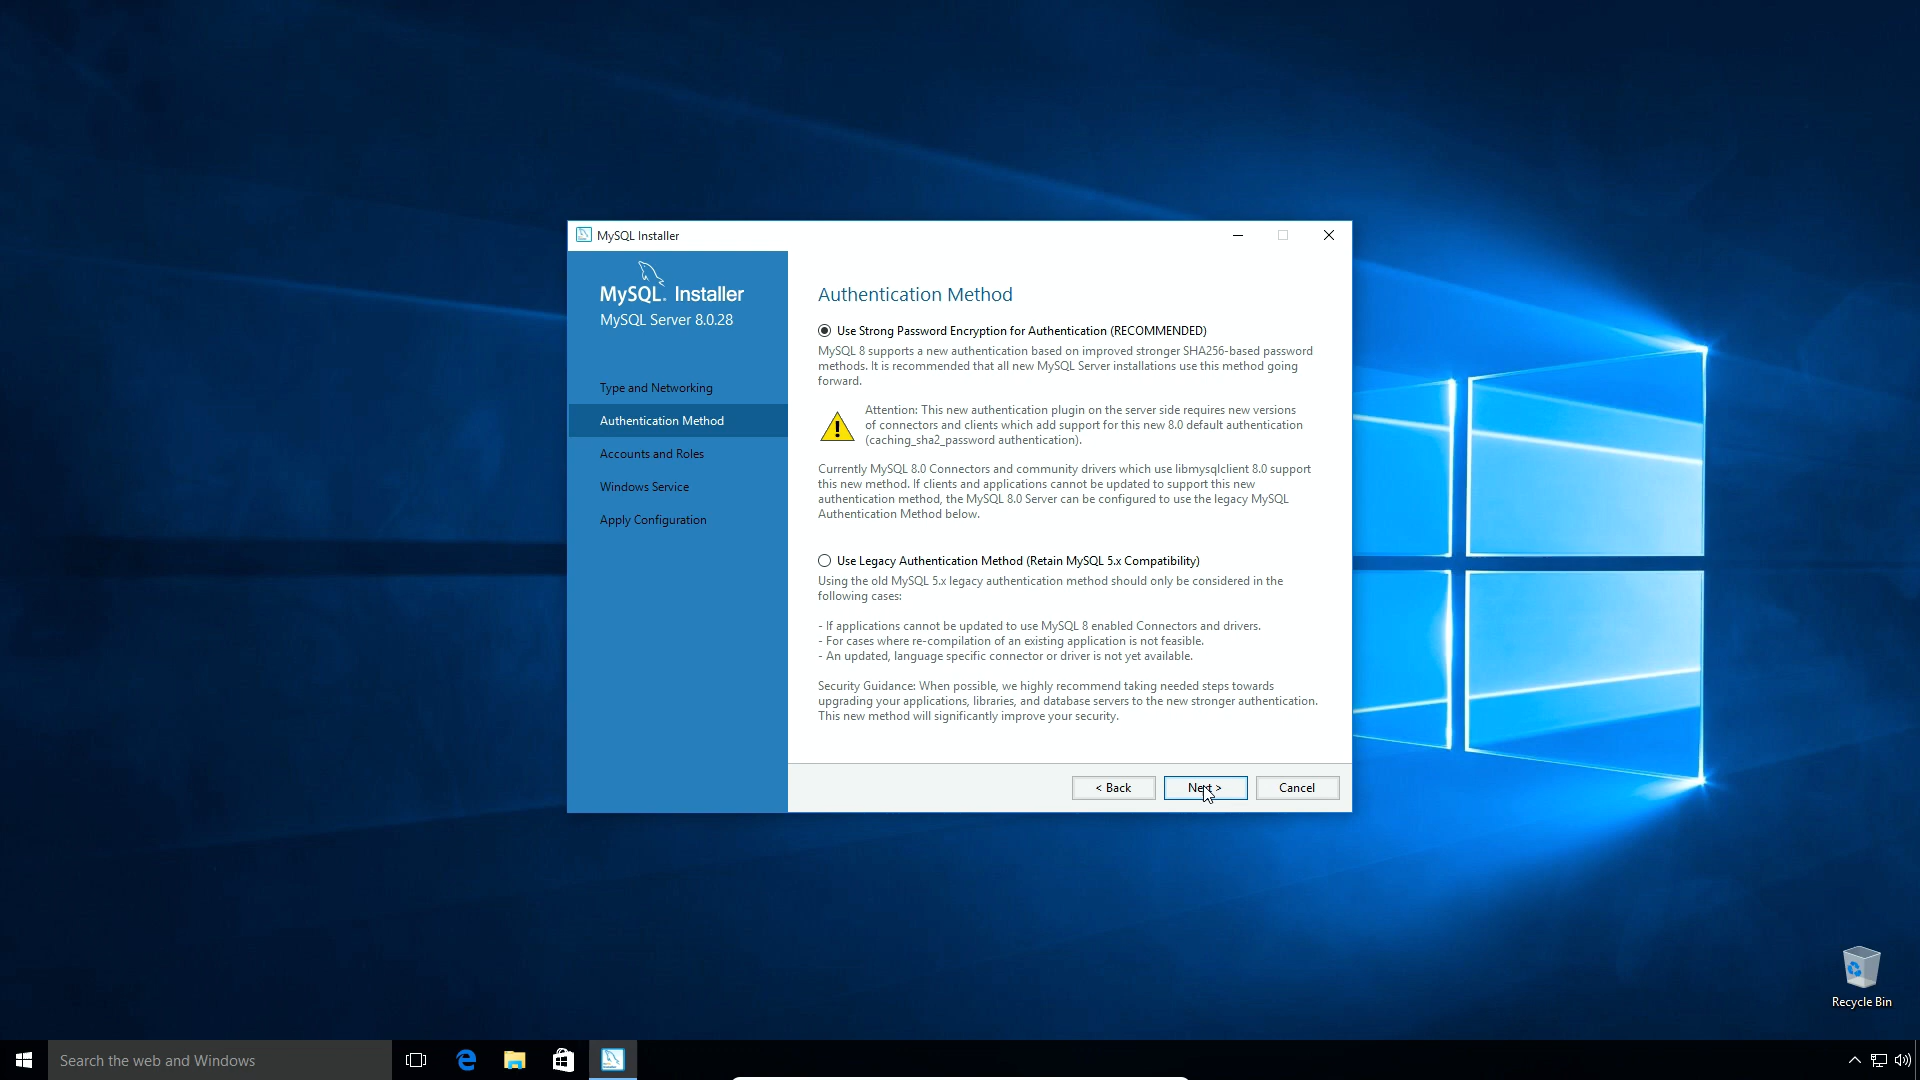 MySQL Installer
MySQL. Installer
MySQL Server 8.0.28
Type and Networking
Authentication Method
Accounts and Roles
Windows Service
Apply Configuration
Authentication Method
Use Strong Password Encryption for Authentication (RECOMMENDED)
MySQL 8 supports a new authentication based on improved stronger SHA256-based password
methods. It is recommended that all new MySQL Server installations use this method going
forward.
Attention: This new authentication plugin on the server side requires new versions
of connectors and clients which add support for this new 8.0 default authentication
(caching_sha2_password authentication).
Currently MySQL 8.0 Connectors and community drivers which use libmysqlclient 8.0 support
this new method. If clients and applications cannot be updated to support this new
authentication method, the MySQL 8.0 Server can be configured to use the legacy MySQL
Authentication Method below.
Use Legacy Authentication Method (Retain MySQL 5.x Compatibility)
Using the old MySQL 5.x legacy authentication method should only be considered in the
following cases:
- If applications cannot be updated to use MySQL 8 enabled Connectors and drivers.
- For cases where re-compilation of an existing application is not feasible.
- An updated, language specific connector or driver is not yet available.
Security Guidance: When possible, we highly recommend taking needed steps towards
upgrading your applications, libraries, and database servers to the new stronger authentication.
This new method will significantly improve your security.
< Back
Next >
Cancel
Recycle Bin
Search the web and Windows